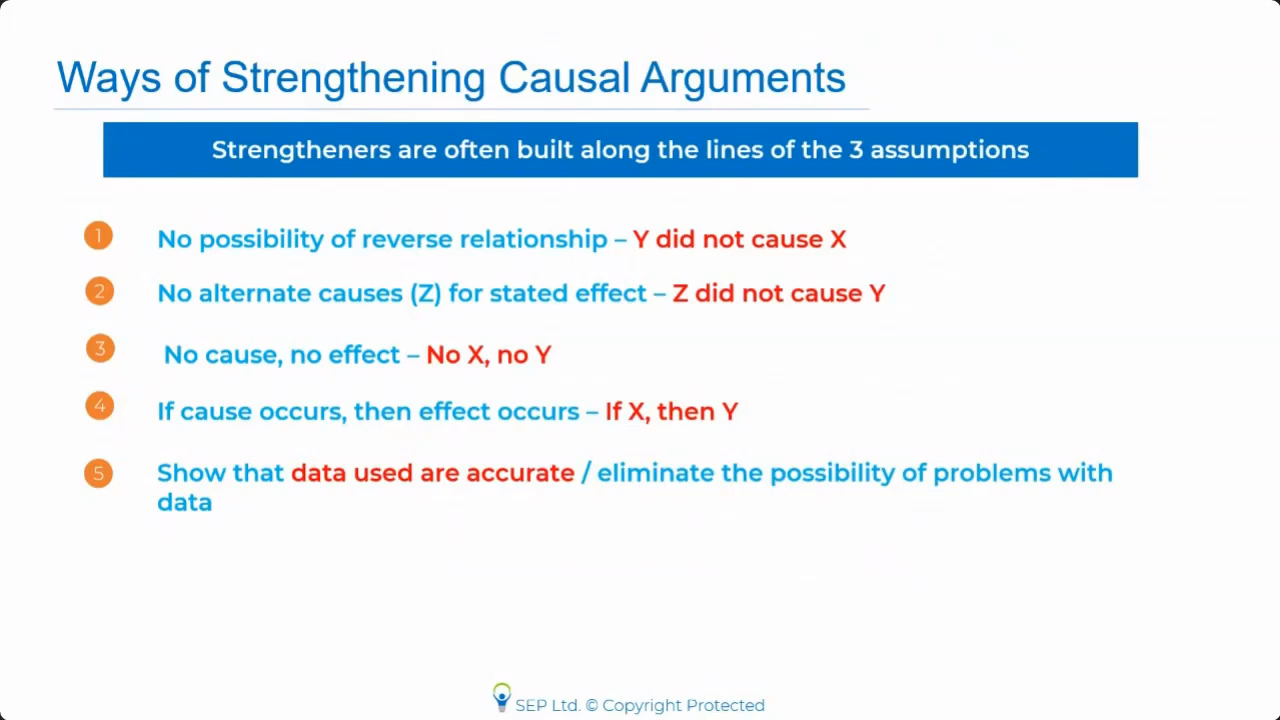 Ways of Strengthening Causal Arguments
Strengtheners are often built along the lines of the 3 assumptions
1 No possibility of reverse relationship – Y did not cause X
2 No alternate causes (Z) for stated effect – Z did not cause Y
3 No cause, no effect – No X, no Y
4 If cause occurs, then effect occurs – If X, then Y
5 Show that data used are accurate / eliminate the possibility of problems with
data
SEP Ltd. © Copyright Protected